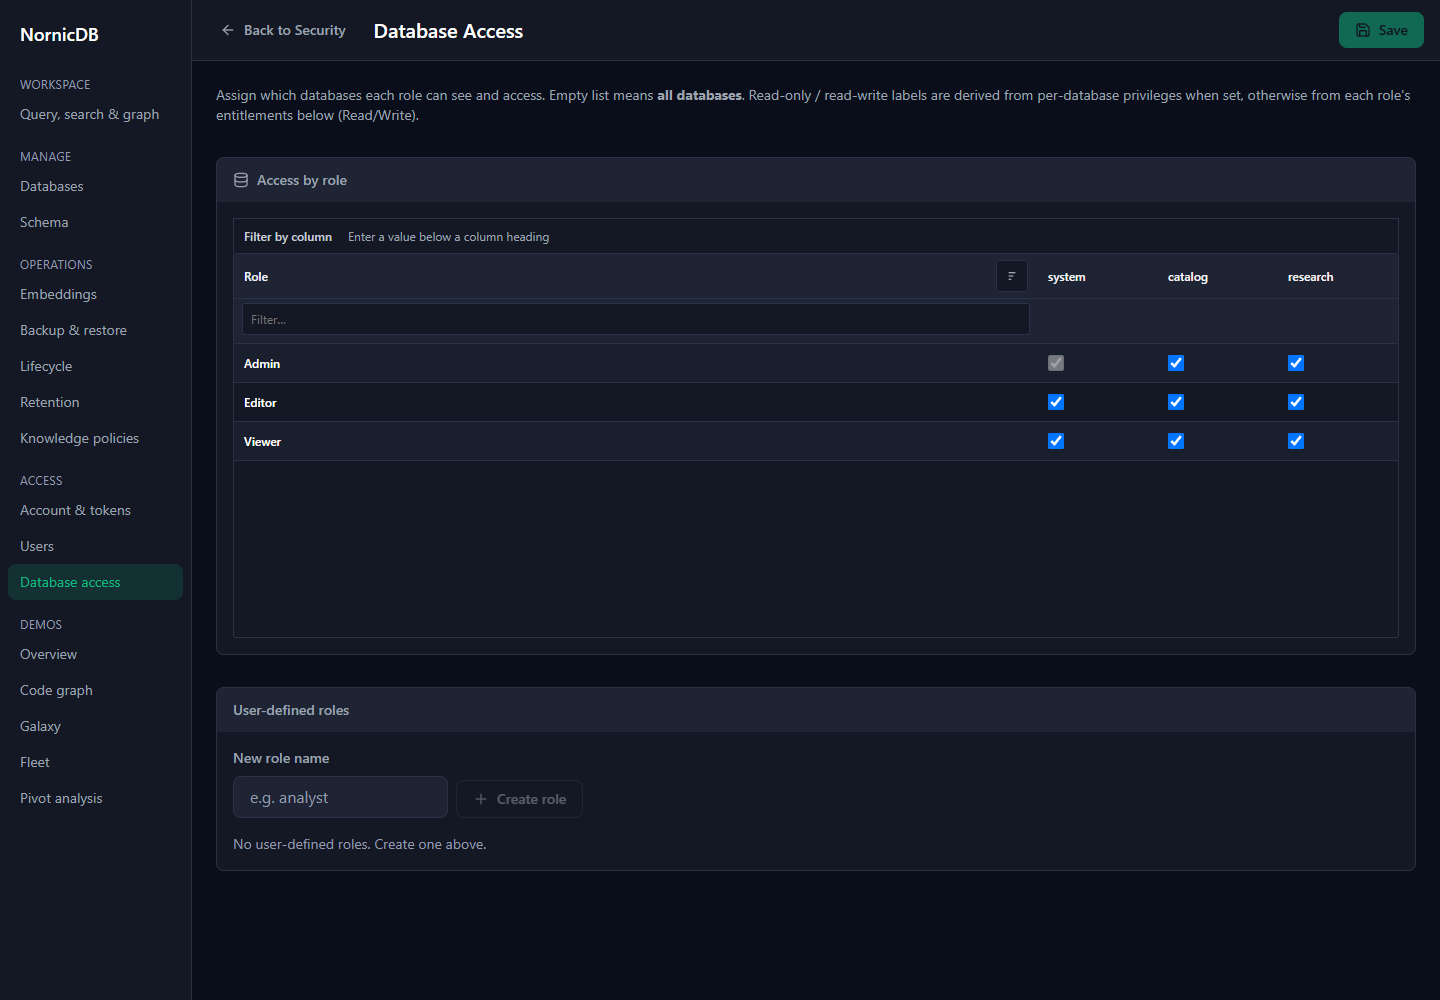 NornicDB
WORKSPACE
Query, search & graph
MANAGE
Databases
Schema
OPERATIONS
Embeddings
Backup & restore
Lifecycle
Retention
Knowledge policies
ACCESS
Account & tokens
Users
Database access
DEMOS
Overview
Code graph
Galaxy
Fleet
Pivot analysis
Back to Security
Database Access
Save
Assign which databases each role can see and access. Empty list means all databases. Read-only / read-write labels are derived from per-database privileges when set, otherwise from each role's
entitlements below (Read/Write).
Access by role
Filter by column Enter a value below a column heading
Role system catalog research
Filter...
Admin
Editor
Viewer
User-defined roles
New role name
e.g. analyst
Create role
No user-defined roles. Create one above.